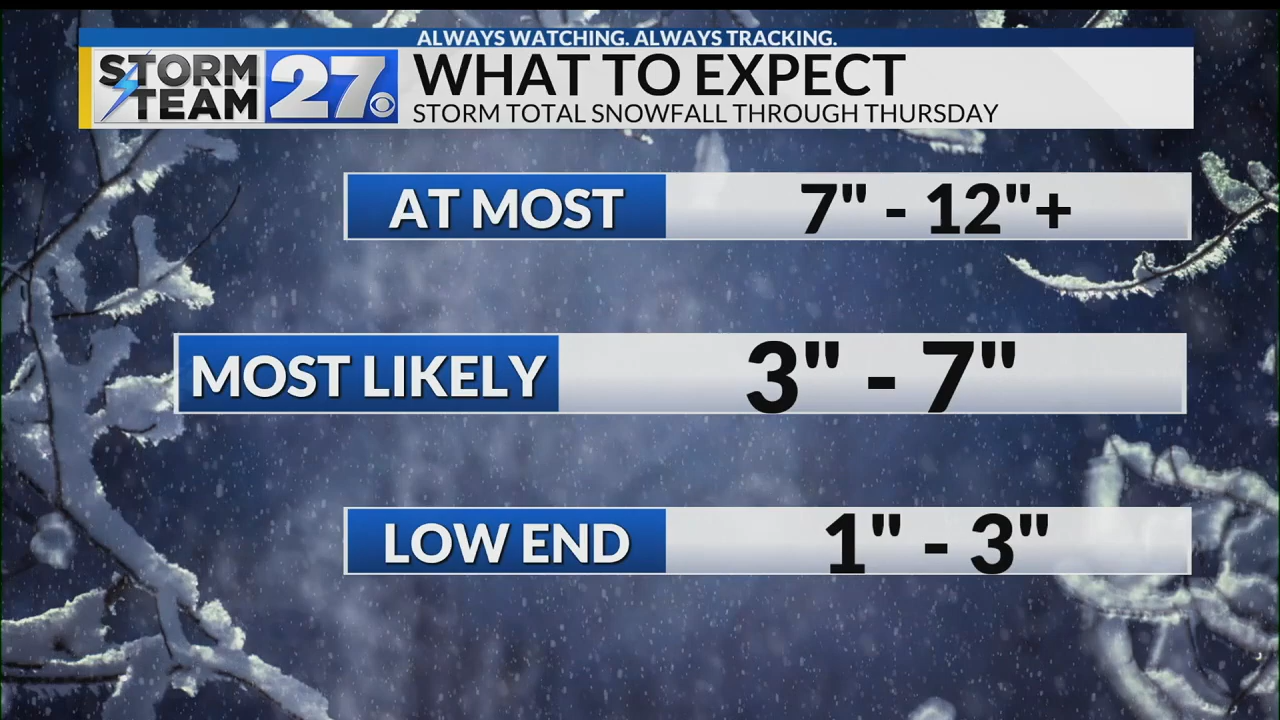 ALWAYS WATCHING. ALWAYS TRACKING.
STORM TEAM 27
WHAT TO EXPECT
STORM TOTAL SNOWFALL THROUGH THURSDAY
AT MOST 7" - 12"+
MOST LIKELY 3" - 7"
LOW END 1" - 3"